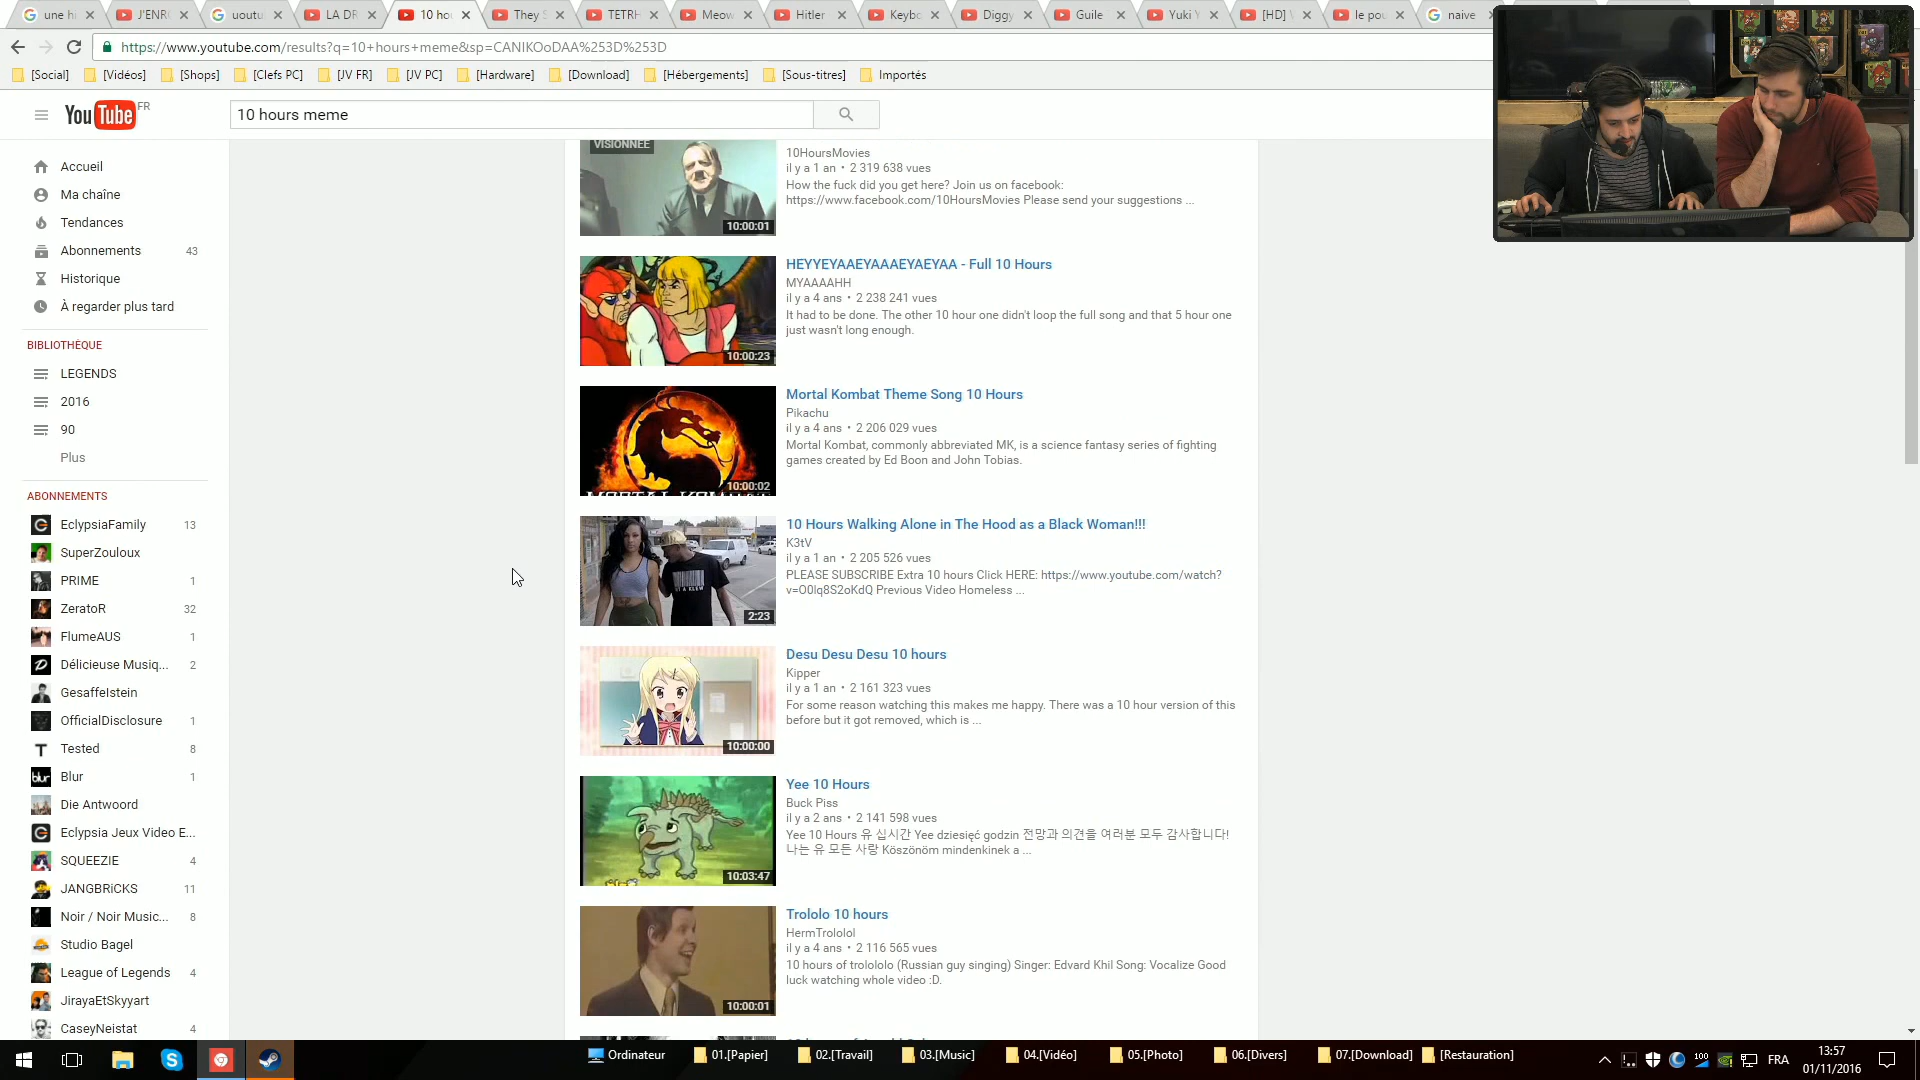 une h
J'ENR
uoutu
LA DR
10 ho
They S
TETRH
Meow
Hitler
Keybo
Diggy
Guile
Yuki Y
[HD]
le pou
naive
https://www.youtube.com/results?q=10+hours+meme&sp=CANIKOoDAA%253D%253D
[Social]
[Vidéos]
[Shops]
[Clefs PC]
[JV FR]
[JV PC]
[Hardware]
[Download]
[Hébergements]
[Sous-titres]
Importés
YouTube FR
10 hours meme
Accueil
Ma chaîne
Tendances
Abonnements 43
Historique
À regarder plus tard
BIBLIOTHÈQUE
LEGENDS
2016
90
Plus
ABONNEMENTS
EclypsiaFamily 13
SuperZouloux
PRIME 1
ZeratoR 32
FlumeAUS 1
Délicieuse Musiq... 2
Gesaffelstein
OfficialDisclosure 1
Tested 8
blur Blur 1
Die Antwoord
Eclypsia Jeux Video E...
SQUEEZIE 4
JANGBRiCKS 11
Noir / Noir Music... 8
Studio Bagel
League of Legends 4
JirayaEtSkyyart
CaseyNeistat 4
VISIONNÉE
10:00:01
10HoursMovies
il y a 1 an • 2 319 638 vues
How the fuck did you get here? Join us on facebook:
https://www.facebook.com/10HoursMovies Please send your suggestions ...
10:00:23
HEYYEYAAEYAAAEYAEYAA - Full 10 Hours
MYAAAAHH
il y a 4 ans • 2 238 241 vues
It had to be done. The other 10 hour one didn't loop the full song and that 5 hour one
just wasn't long enough.
10:00:02
Mortal Kombat Theme Song 10 Hours
Pikachu
il y a 4 ans • 2 206 029 vues
Mortal Kombat, commonly abbreviated MK, is a science fantasy series of fighting
games created by Ed Boon and John Tobias.
2:23
10 Hours Walking Alone in The Hood as a Black Woman!!!
K3tV
il y a 1 an • 2 205 526 vues
PLEASE SUBSCRIBE Extra 10 hours Click HERE: https://www.youtube.com/watch?
v=O0lq8S2oKdQ Previous Video Homeless ...
10:00:00
Desu Desu Desu 10 hours
Kipper
il y a 1 an • 2 161 323 vues
For some reason watching this makes me happy. There was a 10 hour version of this
before but it got removed, which is ...
10:03:47
Yee 10 Hours
Buck Piss
il y a 2 ans • 2 141 598 vues
Yee 10 Hours 유 십시간 Yee dziesięć godzin 전망과 의견을 여러분 모두 감사합니다!
나는 유 모든 사랑 Köszönöm mindenkinek a ...
10:00:01
Trololo 10 hours
HermTrololol
il y a 4 ans • 2 116 565 vues
10 hours of trolololo (Russian guy singing) Singer: Edvard Khil Song: Vocalize Good
luck watching whole video :D.
Ordinateur
01.[Papier]
02.[Travail]
03.[Music]
04.[Vidéo]
05.[Photo]
06.[Divers]
07.[Download]
[Restauration]
100
FRA
13:57
01/11/2016